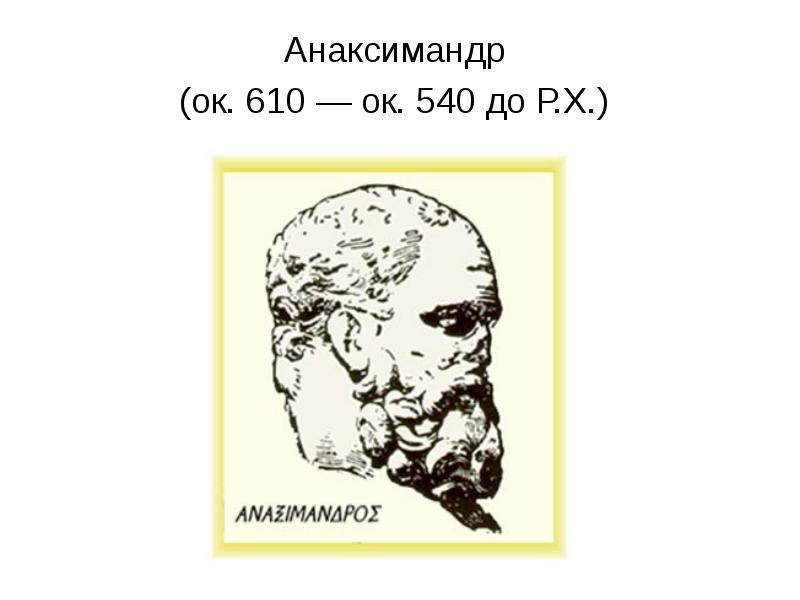 Анаксимандр
(ок. 610 — ок. 540 до Р.Х.)
ΑΝΑΞΙΜΑΝΔΡΟΣ